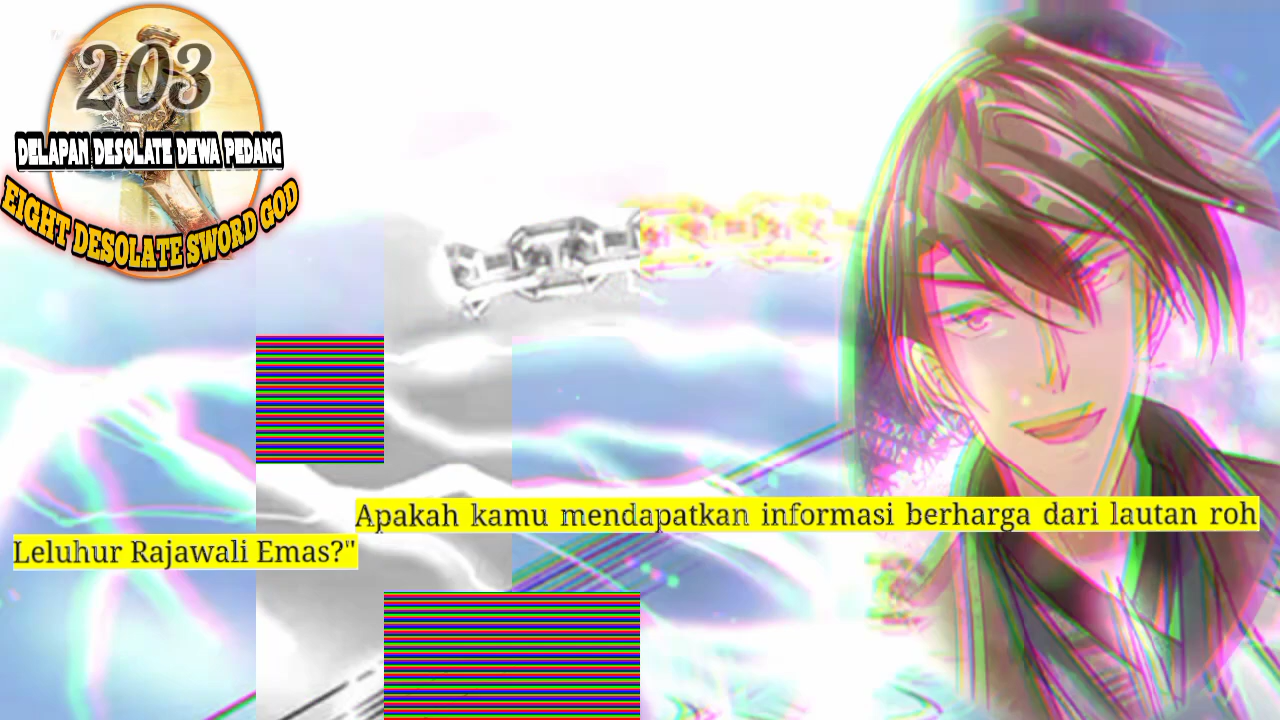 203
DELAPAN DESOLATE DEWA PEDANG
EIGHT DESOLATE SWORD GOD
Apakah kamu mendapatkan informasi berharga dari lautan roh
Leluhur Rajawali Emas?"